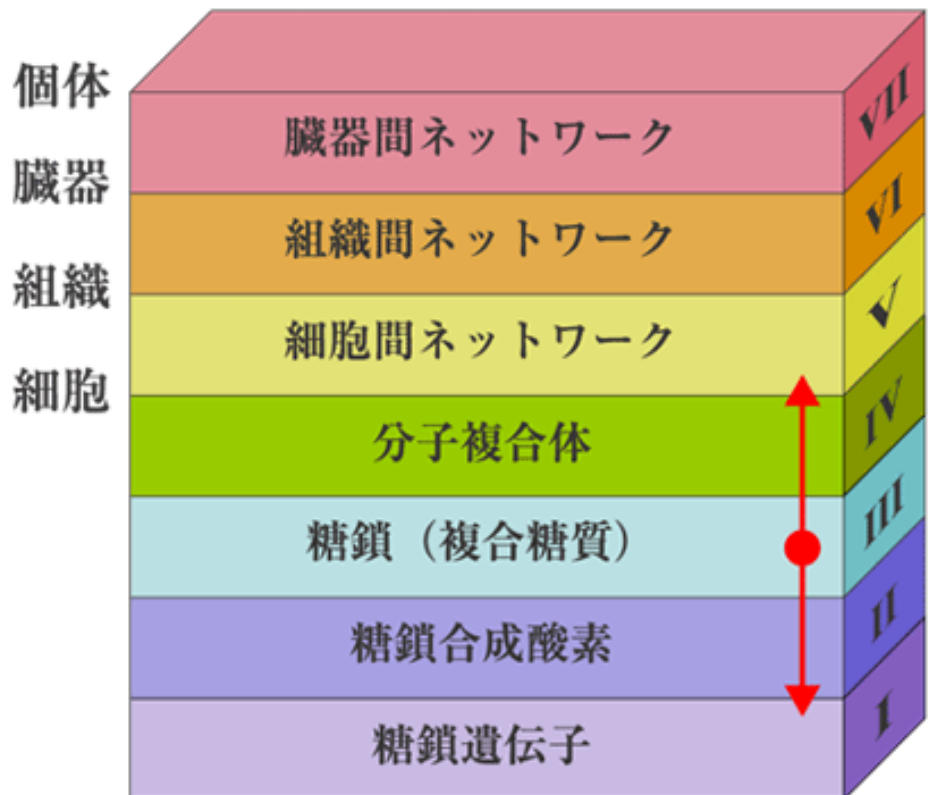 個体
臓器間ネットワーク
VII
臓器
組織間ネットワーク
VI
組織
細胞間ネットワーク
V
細胞
分子複合体
IV
糖鎖（複合糖質）
III
糖鎖合成酸素
II
糖鎖遺伝子
I